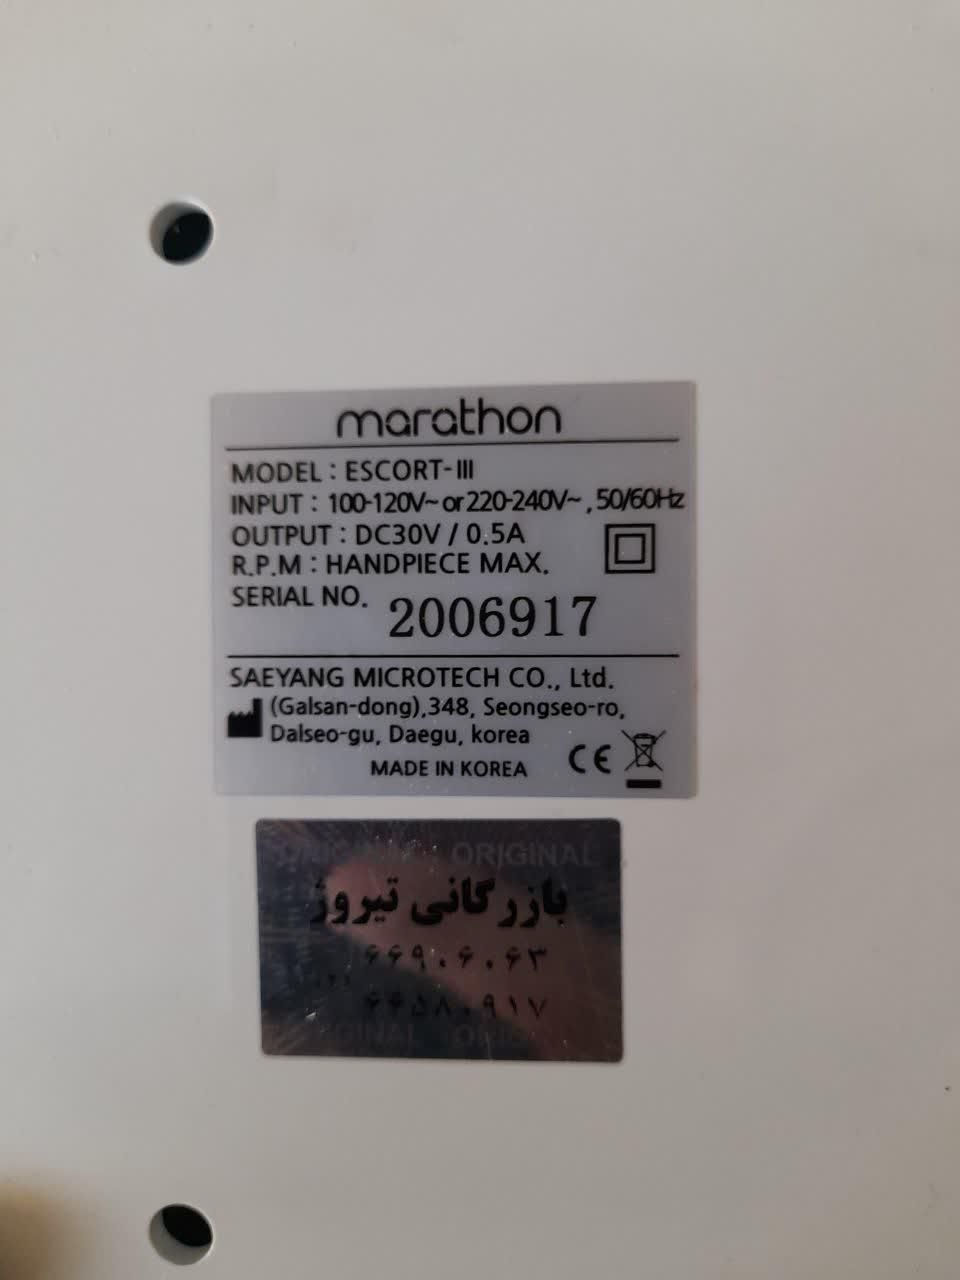 marathon
MODEL : ESCORT-III
INPUT : 100-120V~ or 220-240V~ , 50/60Hz
OUTPUT : DC30V / 0.5A
R.P.M : HANDPIECE MAX.
SERIAL NO. 2006917
SAEYANG MICROTECH CO., Ltd.
(Galsan-dong),348, Seongseo-ro,
Dalseo-gu, Daegu, korea
MADE IN KOREA
CE
ORIGINAL ORIGINAL
بازرگانی تیروژ
۶۶۹۰۶۰۶۳
۶۶۵۸۰۹۱۷
ORIGINAL